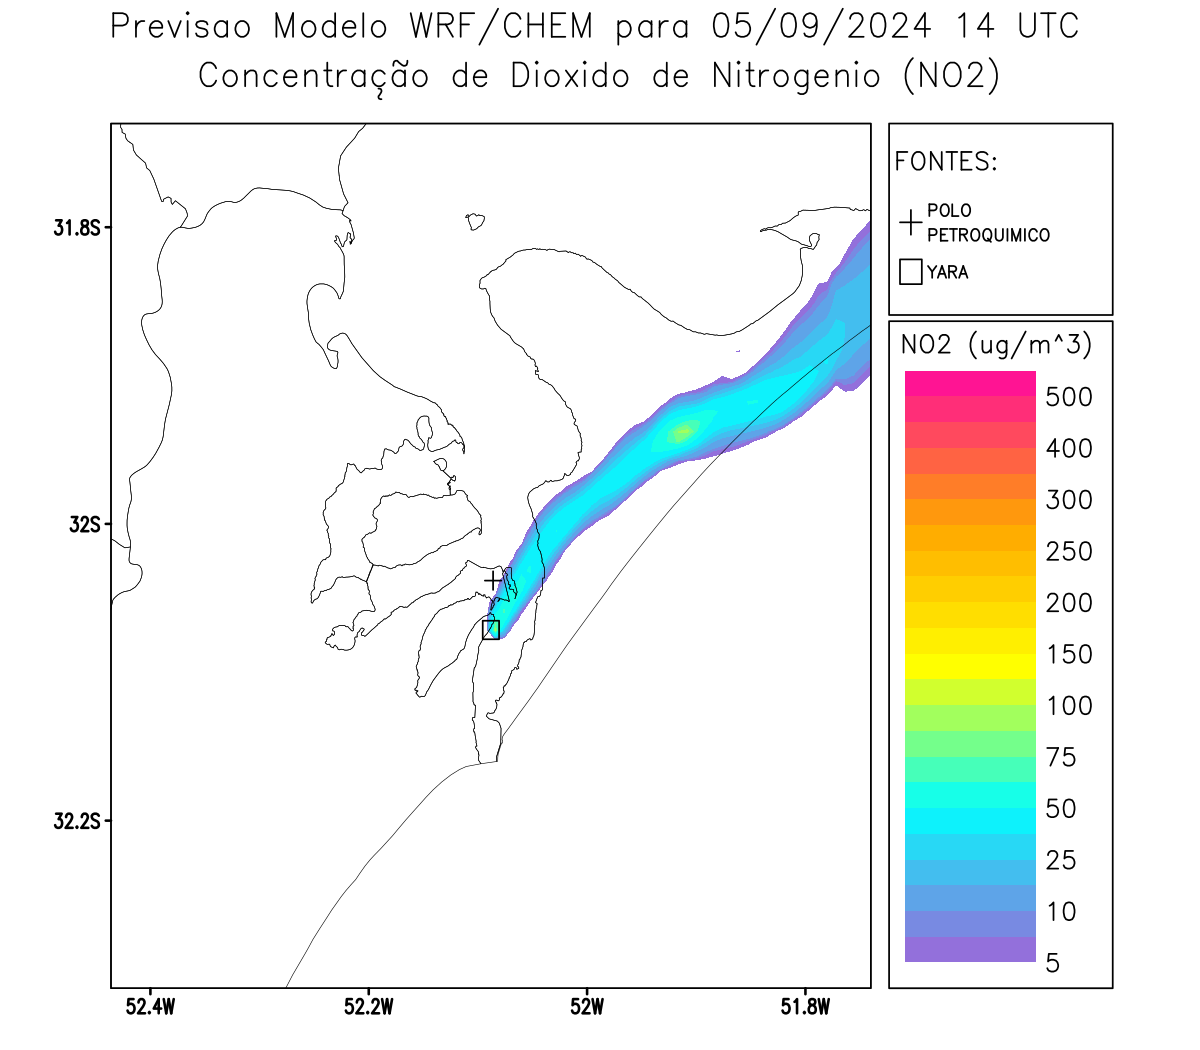 Previsao Modelo WRF/CHEM para 05/09/2024 14 UTC
Concentração de Dioxido de Nitrogenio (NO2)
FONTES:
POLO
PETROQUIMICO
YARA
NO2 (ug/m^3)
500
400
300
250
200
150
100
75
50
25
10
5
31.8S
32S
32.2S
52.4W
52.2W
52W
51.8W